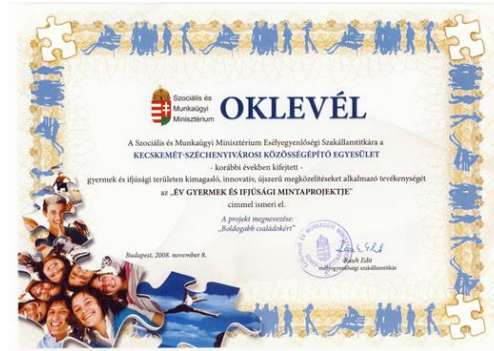 Szociális és
Munkaügyi
Minisztérium
OKLEVÉL
A Szociális és Munkaügyi Minisztérium Esélyegyenlőségi Szakállamtitkára a
KECSKEMÉT-SZÉCHENYIVÁROSI KÖZÖSSÉGÉPÍTŐ EGYESÜLET
- korábbi években kifejtett -
gyermek és ifjúsági területen kimagasló, innovatív, újszerű megközelítéseket alkalmazó tevékenységét
az „ÉV GYERMEK ÉS IFJÚSÁGI MINTAPROJEKTJE"
címmel ismeri el.
A projekt megnevezése:
„Boldogabb családokért".
Budapest, 2008. november 8.
Rauh Edit
esélyegyenlőségi szakállamtitkár